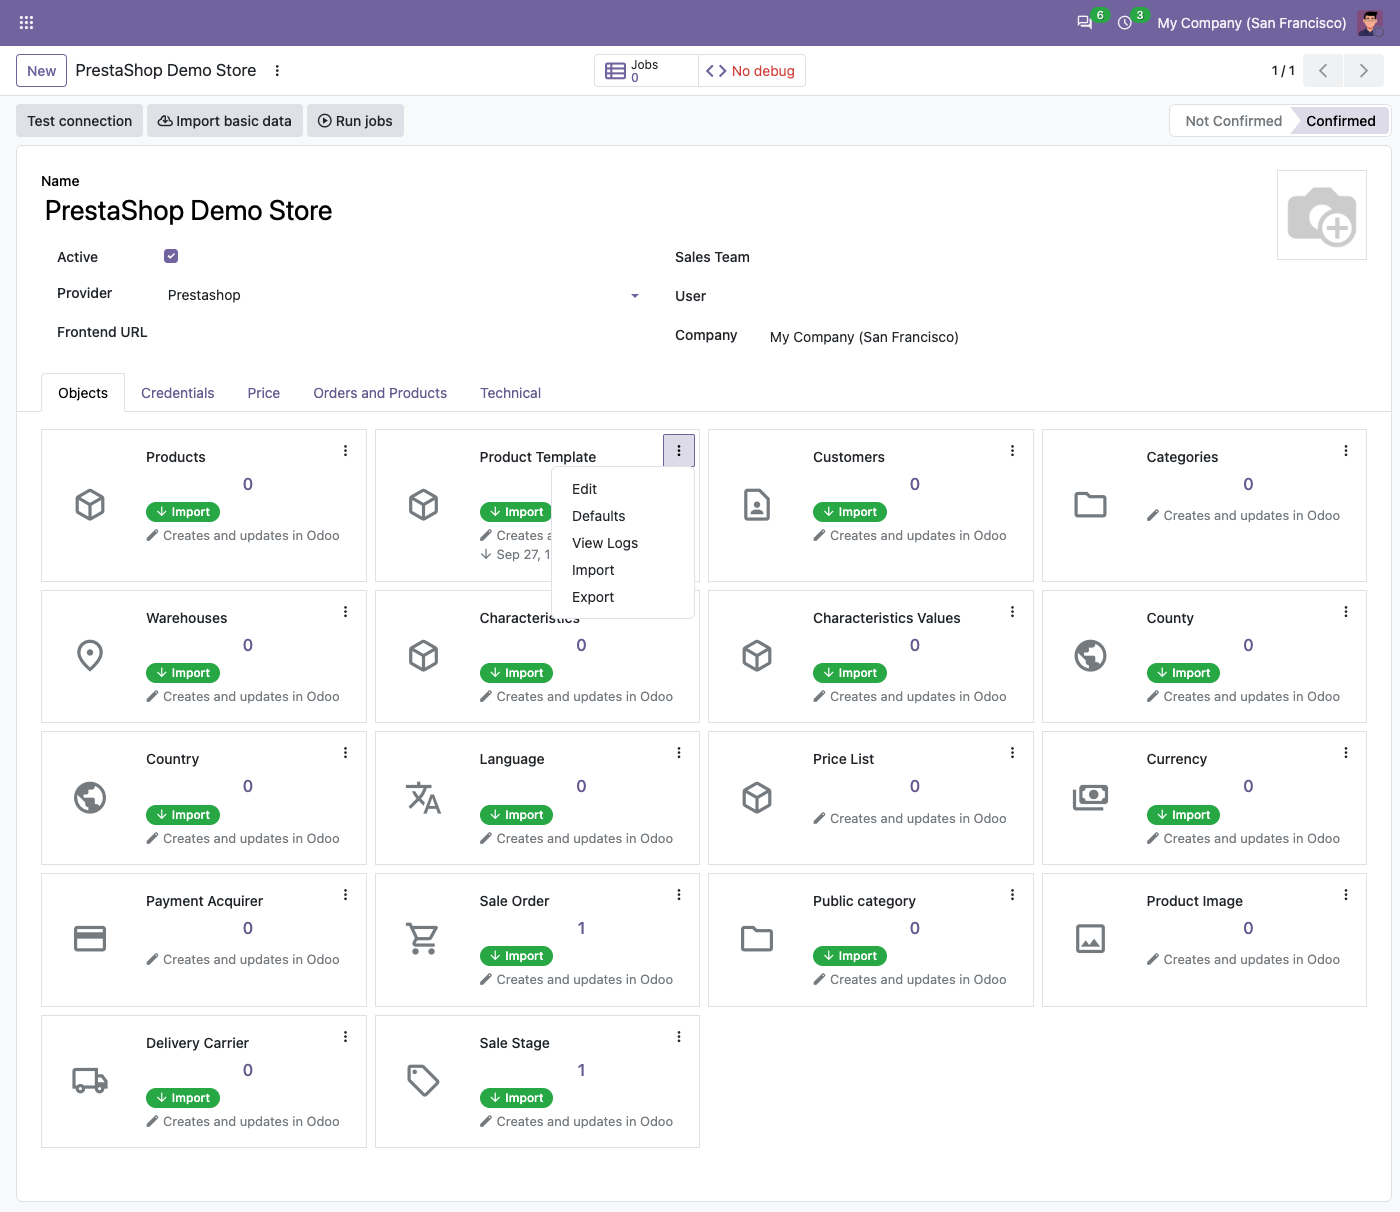 6
3
My Company (San Francisco)
New
PrestaShop Demo Store
Jobs
0
No debug
1 / 1
Test connection
Import basic data
Run jobs
Not Confirmed
Confirmed
Name
PrestaShop Demo Store
Active
Provider
Prestashop
Frontend URL
Sales Team
User
Company
My Company (San Francisco)
Objects
Credentials
Price
Orders and Products
Technical
Products
0
Import
Creates and updates in Odoo
Product Template
Import
Creates a
Sep 27, 1
Edit
Defaults
View Logs
Import
Export
Customers
0
Import
Creates and updates in Odoo
Categories
0
Creates and updates in Odoo
Warehouses
0
Import
Creates and updates in Odoo
Characteristics
0
Import
Creates and updates in Odoo
Characteristics Values
0
Import
Creates and updates in Odoo
County
0
Import
Creates and updates in Odoo
Country
0
Import
Creates and updates in Odoo
Language
0
Import
Creates and updates in Odoo
Price List
0
Creates and updates in Odoo
Currency
0
Import
Creates and updates in Odoo
Payment Acquirer
0
Creates and updates in Odoo
Sale Order
1
Import
Creates and updates in Odoo
Public category
0
Import
Creates and updates in Odoo
Product Image
0
Creates and updates in Odoo
Delivery Carrier
0
Import
Creates and updates in Odoo
Sale Stage
1
Import
Creates and updates in Odoo